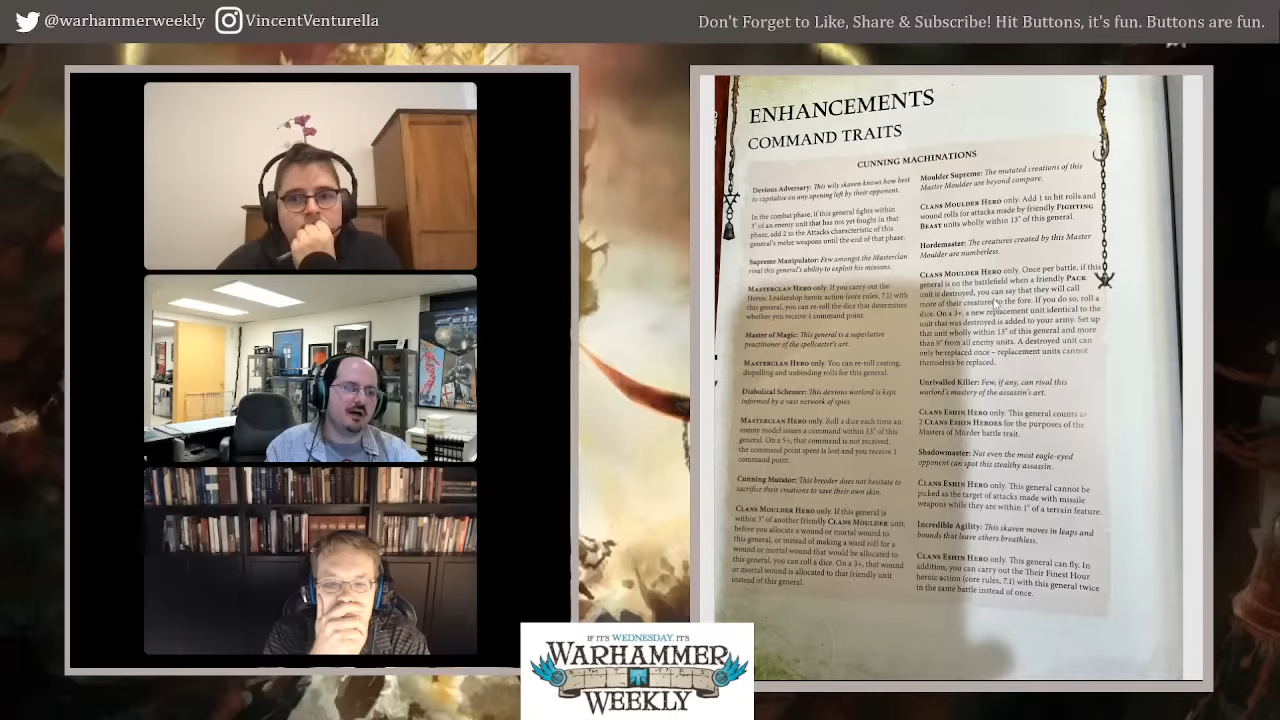 @warhammerweekly VincentVenturella
Don't Forget to Like, Share & Subscribe! Hit Buttons, it's fun. Buttons are fun.
ENHANCEMENTS
COMMAND TRAITS
CUNNING MACHINATIONS
Devious Adversary: This wily skaven knows how best
to capitalise on any opening left by their opponent.
In the combat phase, if this general fights within
3" of an enemy unit that has not yet fought in that
phase, add 2 to the Attacks characteristic of this
general's melee weapons until the end of that phase.
Supreme Manipulator: Few amongst the Masterclan
rival this general's ability to exploit his minions.
MASTERCLAN HERO only. If you carry out the
Heroic Leadership heroic action (core rules, 7.1) with
this general, you can re-roll the dice that determines
whether you receive 1 command point.
Master of Magic: This general is a superlative
practitioner of the spellcaster's art.
MASTERCLAN HERO only. You can re-roll casting,
dispelling and unbinding rolls for this general.
Diabolical Schemer: This devious warlord is kept
informed by a vast network of spies.
MASTERCLAN HERO only. Roll a dice each time an
enemy model issues a command within 13" of this
general. On a 5+, that command is not received,
the command point spent is lost and you receive 1
command point.
Cunning Mutator: This breeder does not hesitate to
sacrifice their creations to save their own skin.
CLANS MOULDER HERO only. If this general is
within 3" of another friendly CLANS MOULDER unit,
before you allocate a wound or mortal wound to
this general, or instead of making a ward roll for a
wound or mortal wound that would be allocated to
this general, you can roll a dice. On a 3+, that wound
or mortal wound is allocated to that friendly unit
instead of this general.
Moulder Supreme: The mutated creations of this
Master Moulder are beyond compare.
CLANS MOULDER HERO only. Add 1 to hit rolls and
wound rolls for attacks made by friendly FIGHTING
BEAST units wholly within 13" of this general.
Hordemaster: The creatures created by this Master
Moulder are numberless.
CLANS MOULDER HERO only. Once per battle, if this
general is on the battlefield when a friendly PACK
unit is destroyed, you can say that they will call
more of their creatures to the fore. If you do so, roll a
dice. On a 3+, a new replacement unit identical to the
unit that was destroyed is added to your army. Set up
that unit wholly within 13" of this general and more
than 9" from all enemy units. A destroyed unit can
only be replaced once – replacement units cannot
themselves be replaced.
Unrivalled Killer: Few, if any, can rival this
warlord's mastery of the assassin's art.
CLANS ESHIN HERO only. This general counts as
2 CLANS ESHIN HEROES for the purposes of the
Masters of Murder battle trait.
Shadowmaster: Not even the most eagle-eyed
opponent can spot this stealthy assassin.
CLANS ESHIN HERO only. This general cannot be
picked as the target of attacks made with missile
weapons while they are within 1" of a terrain feature.
Incredible Agility: This skaven moves in leaps and
bounds that leave others breathless.
CLANS ESHIN HERO only. This general can fly. In
addition, you can carry out the Their Finest Hour
heroic action (core rules, 7.1) with this general twice
in the same battle instead of once.
IF IT'S WEDNESDAY, IT'S
WARHAMMER
WEEKLY